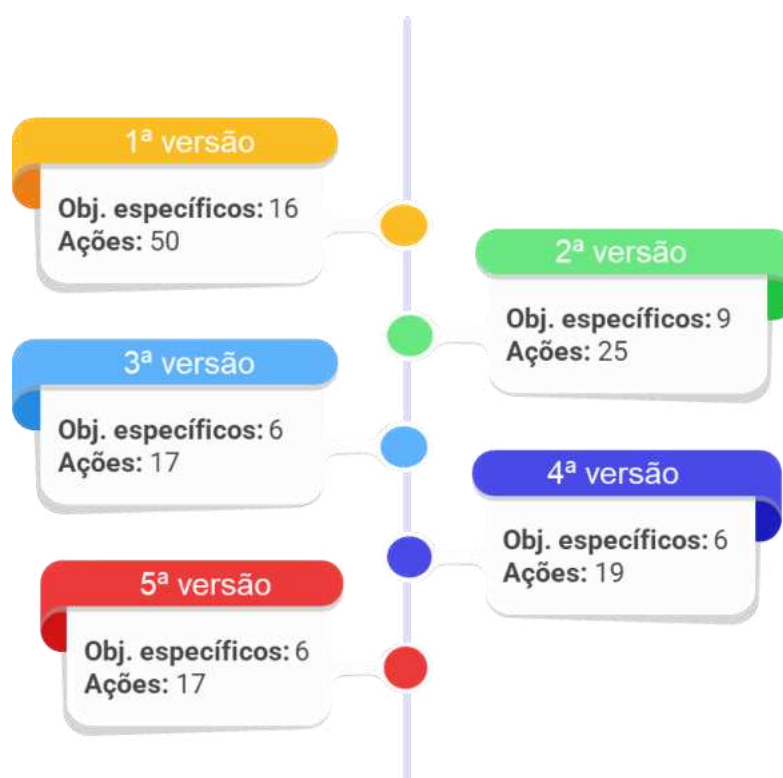 1ª versão
Obj. específicos: 16
Ações: 50
2ª versão
Obj. específicos: 9
Ações: 25
3ª versão
Obj. específicos: 6
Ações: 17
4ª versão
Obj. específicos: 6
Ações: 19
5ª versão
Obj. específicos: 6
Ações: 17